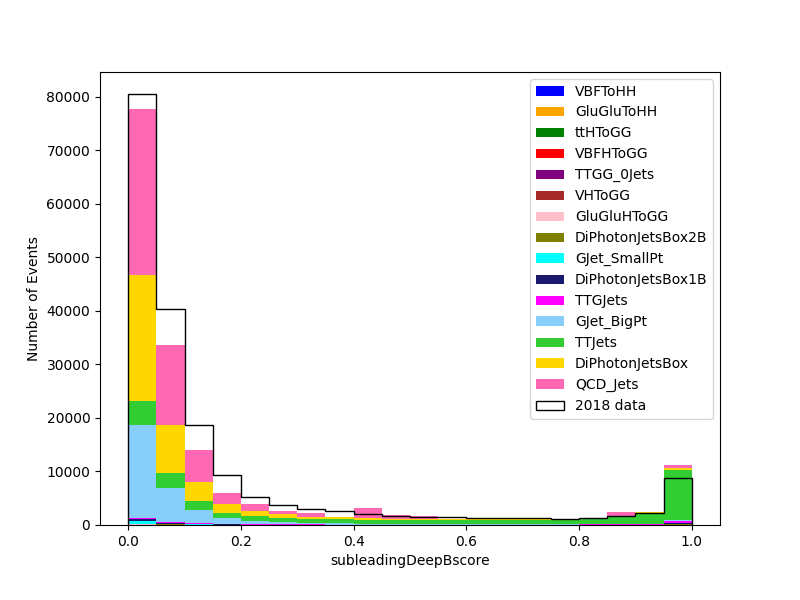 80000
70000
60000
50000
40000
30000
20000
10000
0
Number of Events
0.0
0.2
0.4
0.6
0.8
1.0
subleadingDeepBscore
VBFToHH
GluGluToHH
ttHToGG
VBFHToGG
TTGG_0Jets
VHToGG
GluGluHToGG
DiPhotonJetsBox2B
GJet_SmallPt
DiPhotonJetsBox1B
TTGJets
GJet_BigPt
TTJets
DiPhotonJetsBox
QCD_Jets
2018 data